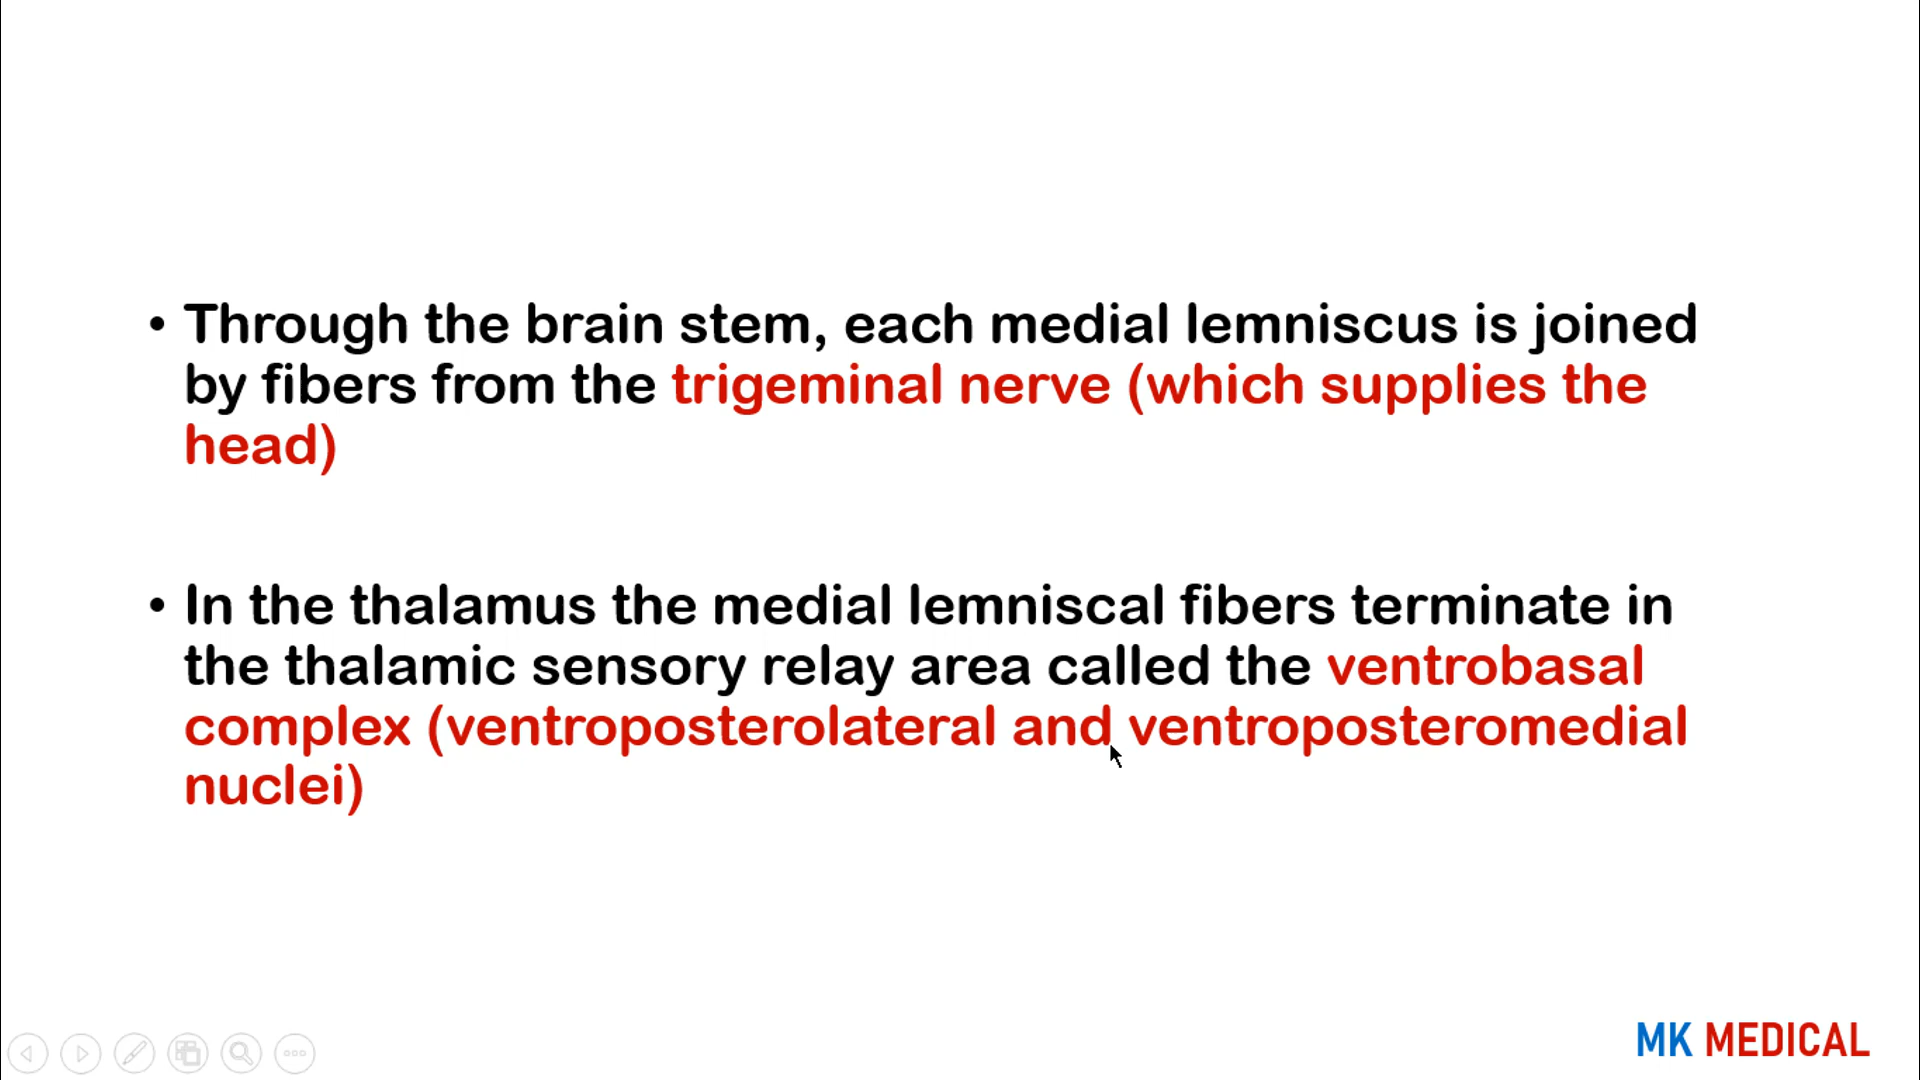 • Through the brain stem, each medial lemniscus is joined
by fibers from the trigeminal nerve (which supplies the
head)
• In the thalamus the medial lemniscal fibers terminate in
the thalamic sensory relay area called the ventrobasal
complex (ventroposterolateral and ventroposteromedial
nuclei)
MK MEDICAL